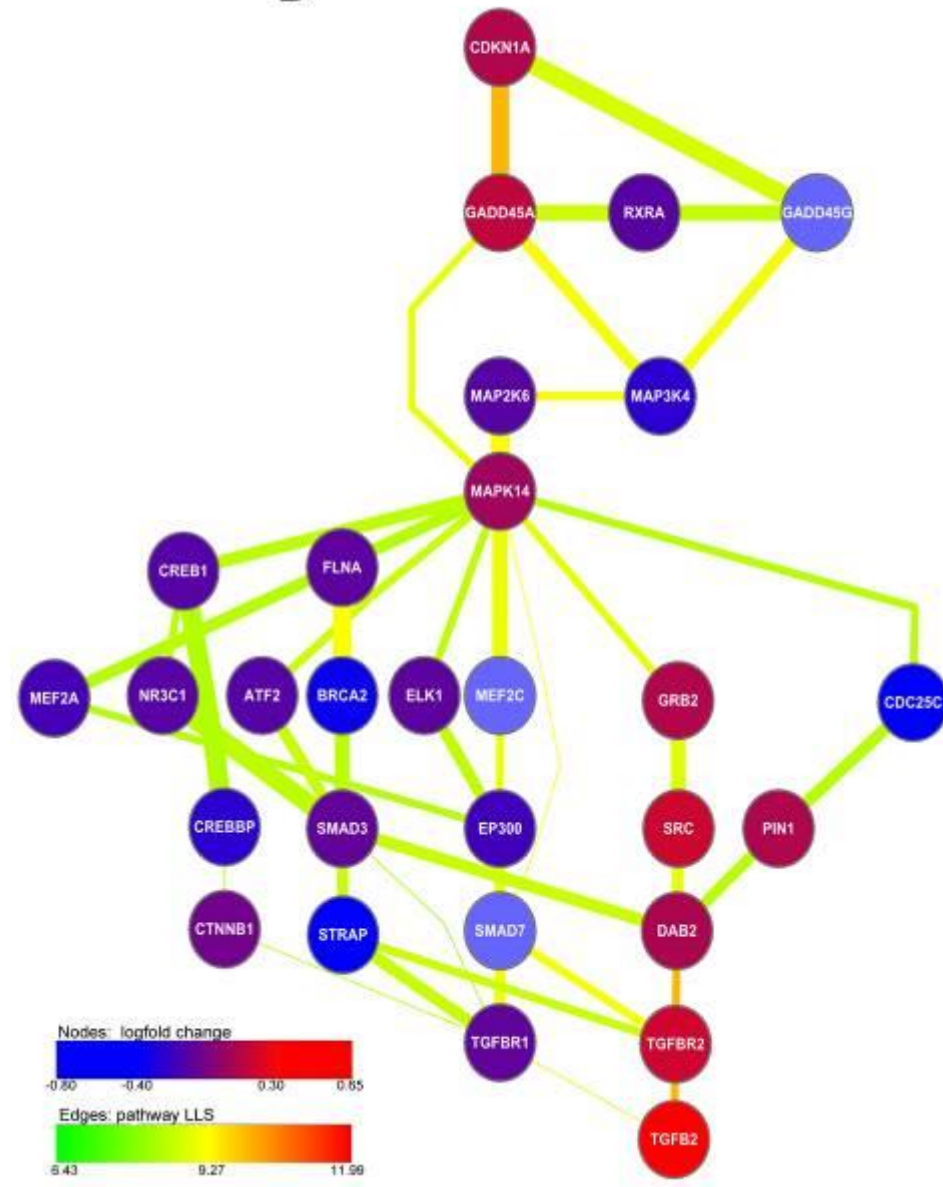 CDKN1A
GADD45A
RXRA
GADD45G
MAP2K6
MAP3K4
MAPK14
CREB1
FLNA
MEF2A
NR3C1
ATF2
BRCA2
ELK1
MEF2C
GRB2
CDC25C
CREBBP
SMAD3
EP300
SRC
PIN1
CTNNB1
STRAP
SMAD7
DAB2
TGFBR1
TGFBR2
TGFB2
Nodes: logfold change
-0.80 -0.40 0.30 0.65
Edges: pathway LLS
6.43 9.27 11.99